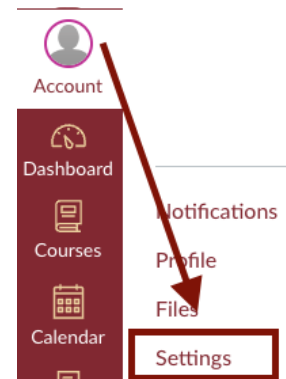 Account
Dashboard
Courses
Calendar
Notifications
Profile
Files
Settings